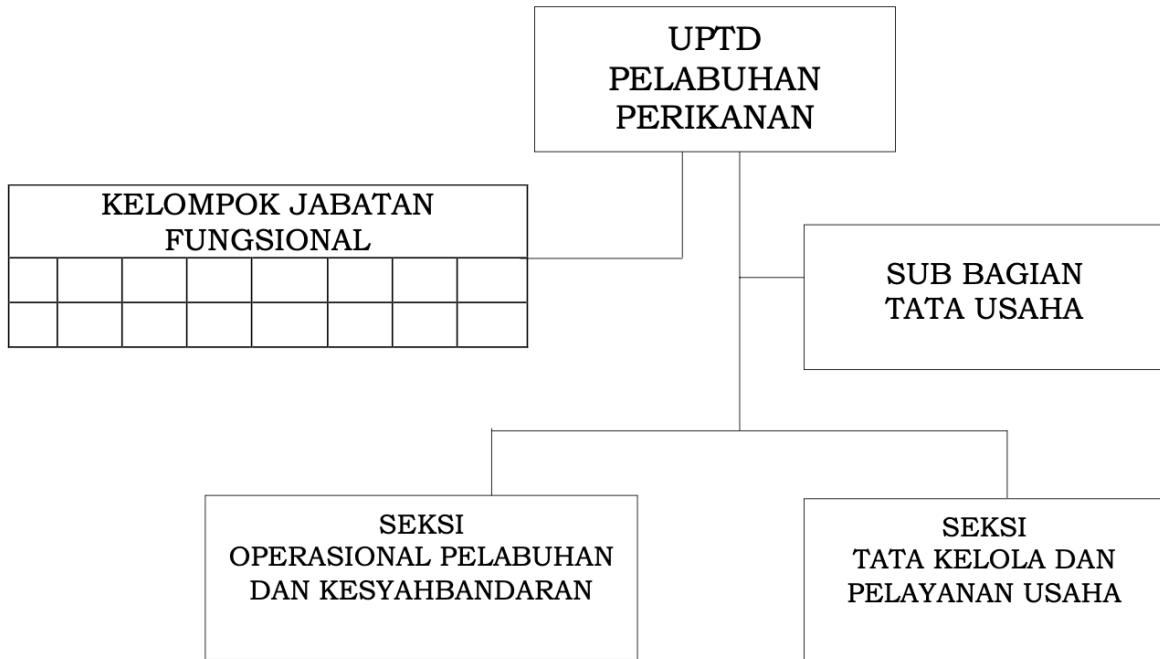 UPTD
PELABUHAN
PERIKANAN
KELOMPOK JABATAN
FUNGSIONAL
SUB BAGIAN
TATA USAHA
SEKSI
OPERASIONAL PELABUHAN
DAN KESYAHBANDARAN
SEKSI
TATA KELOLA DAN
PELAYANAN USAHA